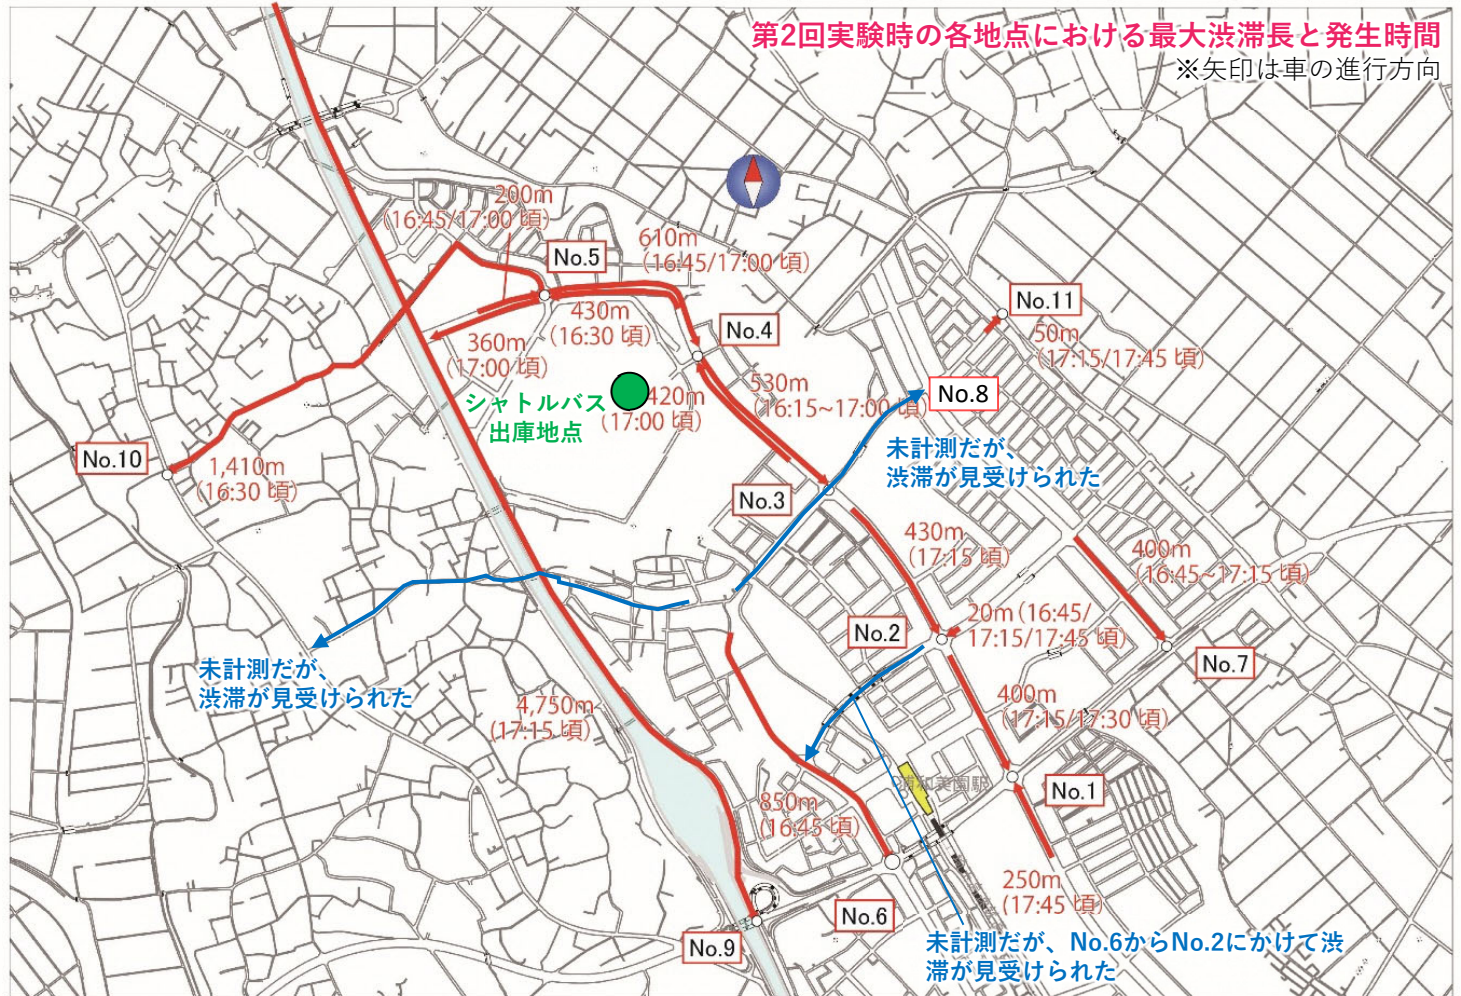 第2回実験時の各地点における最大渋滞長と発生時間
※矢印は車の進行方向
200m
(16:45/17:00 頃)
No.5
610m
(16:45/17:00 頃)
No.11
50m
(17:15/17:45 頃)
430m
(16:30 頃)
No.4
360m
(17:00 頃)
530m
(16:15~17:00 頃)
No.8
シャトルバス
出庫地点
420m
(17:00 頃)
未計測だが、
渋滞が見受けられた
No.10
1,410m
(16:30 頃)
No.3
430m
(17:15 頃)
400m
(16:45~17:15 頃)
20m (16:45/
17:15/17:45 頃)
No.2
No.7
未計測だが、
渋滞が見受けられた
4,750m
(17:15 頃)
400m
(17:15/17:30 頃)
浦和美園駅
No.1
850m
(16:45 頃)
250m
(17:45 頃)
No.6
No.9
未計測だが、No.6からNo.2にかけて渋
滞が見受けられた